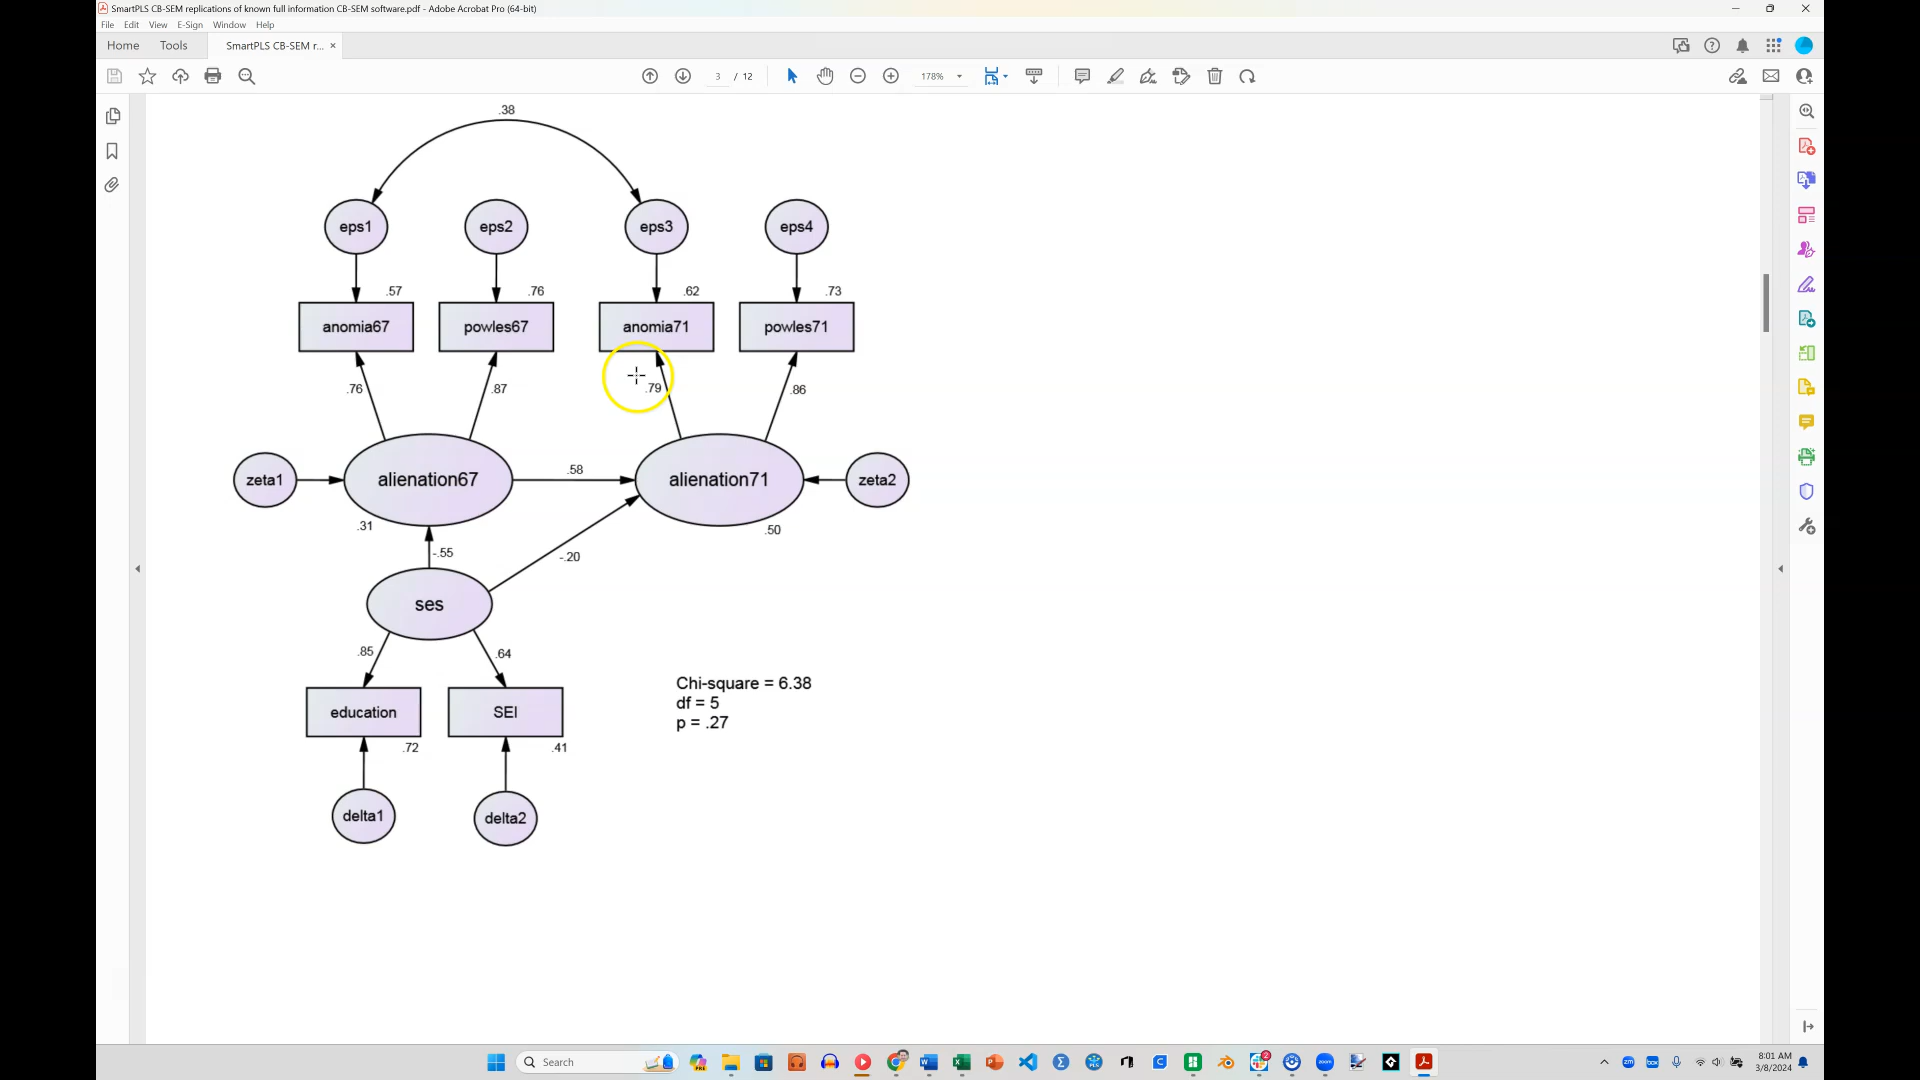 SmartPLS CB-SEM replications of known full information CB-SEM software.pdf - Adobe Acrobat Pro (64-bit)
File Edit View E-Sign Window Help
Home Tools SmartPLS CB-SEM r... ×
3 / 12 178%
.38
eps1 eps2 eps3 eps4
.57 .76 .62 .73
anomia67 powles67 anomia71 powles71
.76 .87 .79 .86
zeta1 alienation67 .58 alienation71 zeta2
.31 .50
-.55 -.20
ses
.85 .64
Chi-square = 6.38
df = 5
p = .27
education SEI
.72 .41
delta1 delta2
Search
8:01 AM
3/8/2024